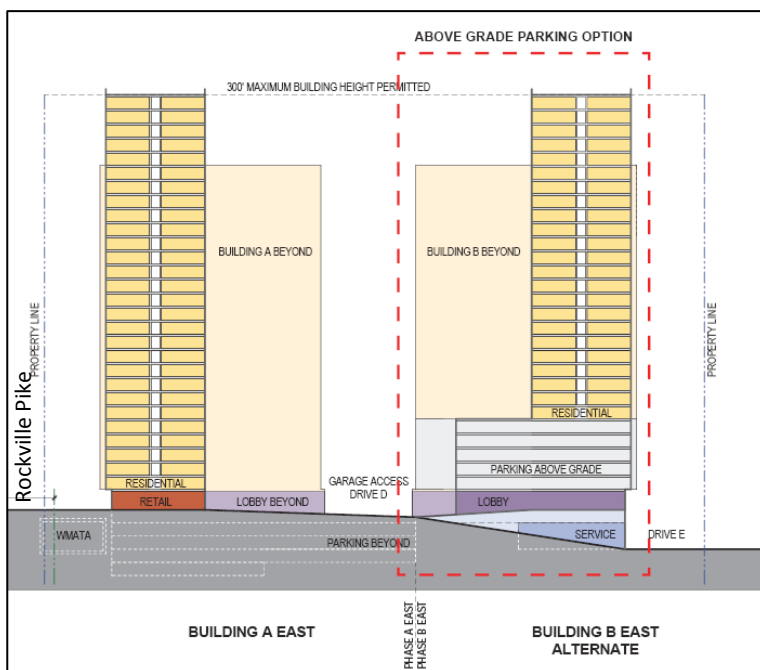 ABOVE GRADE PARKING OPTION
300' MAXIMUM BUILDING HEIGHT PERMITTED
BUILDING A BEYOND
BUILDING B BEYOND
PROPERTY LINE
PROPERTY LINE
Rockville Pike
RESIDENTIAL
PARKING ABOVE GRADE
RESIDENTIAL
GARAGE ACCESS
DRIVE D
RETAIL
LOBBY BEYOND
LOBBY
WMATA
PARKING BEYOND
SERVICE
DRIVE E
BUILDING A EAST
PHASE A EAST
PHASE B EAST
BUILDING B EAST
ALTERNATE